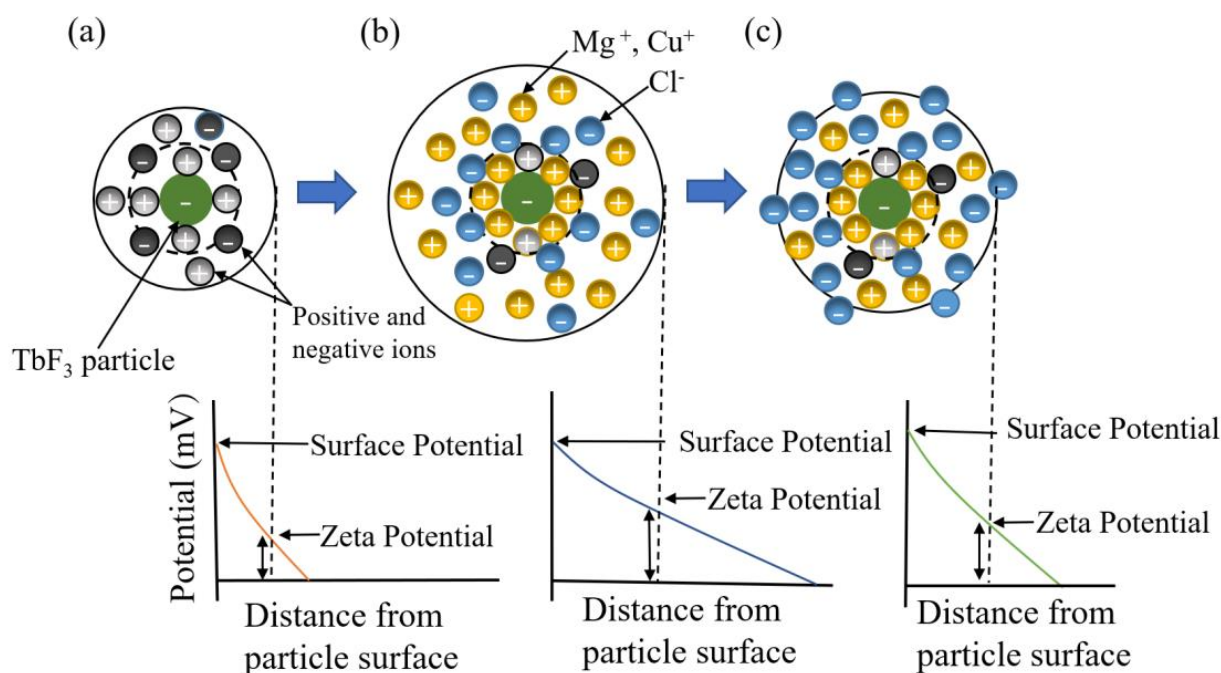 (a)
(b)
(c)
Mg⁺, Cu⁺
Cl⁻
Positive and
negative ions
TbF₃ particle
Potential (mV)
Surface Potential
Zeta Potential
Distance from
particle surface
Surface Potential
Zeta Potential
Distance from
particle surface
Surface Potential
Zeta Potential
Distance from
particle surface